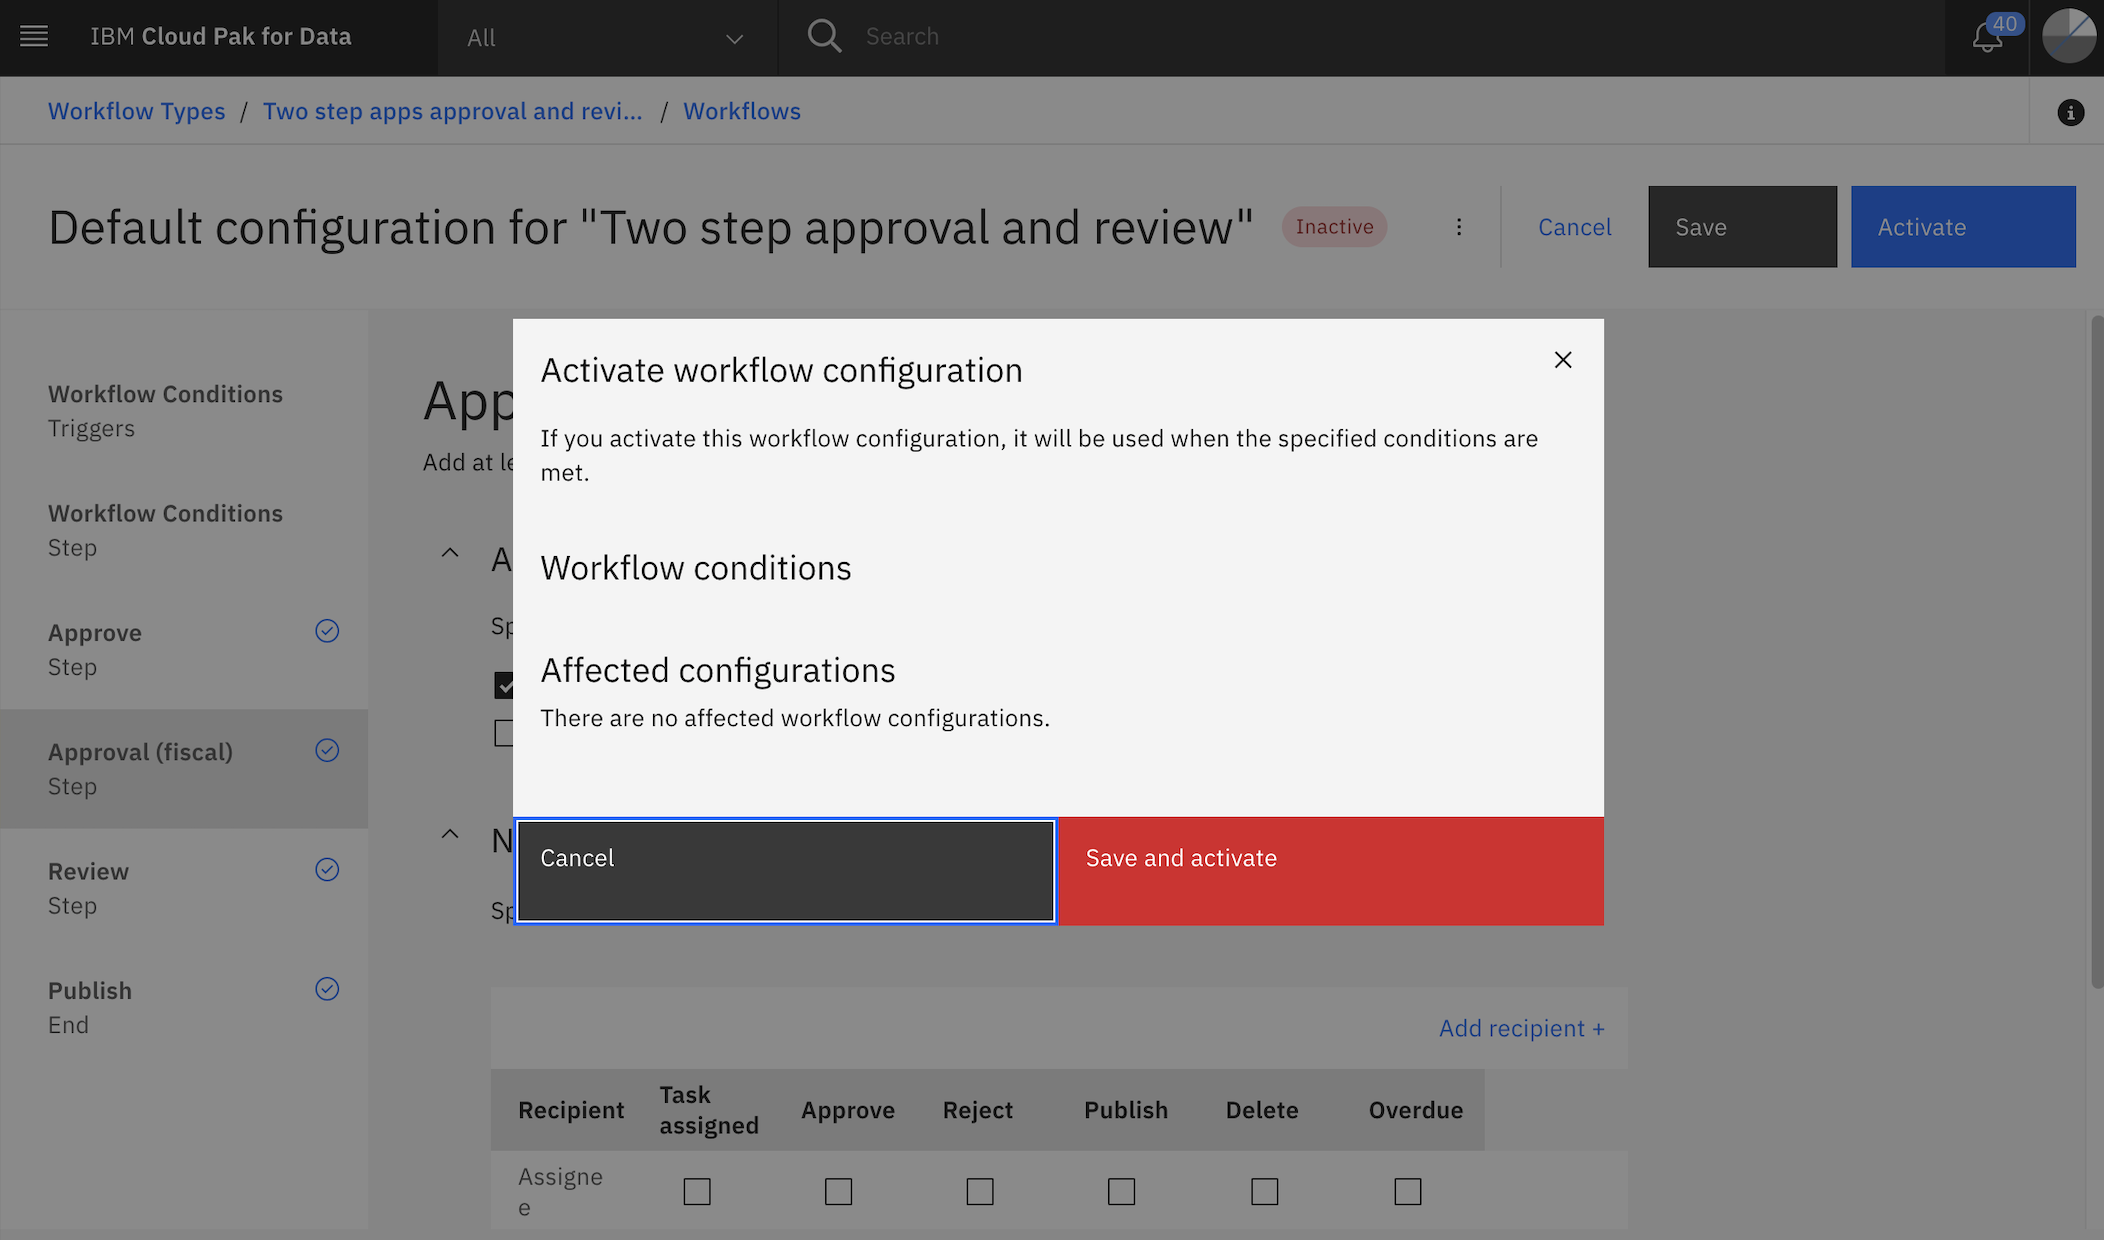 IBM Cloud Pak for Data
All
Search
40
Workflow Types / Two step apps approval and revi... / Workflows
Default configuration for "Two step approval and review"
Inactive
Cancel
Save
Activate
Workflow Conditions
Triggers
Workflow Conditions
Step
Approve
Step
Approval (fiscal)
Step
Review
Step
Publish
End
App
Add at le
A
Sp
N
Sp
Activate workflow configuration
If you activate this workflow configuration, it will be used when the specified conditions are
met.
Workflow conditions
Affected configurations
There are no affected workflow configurations.
Cancel
Save and activate
Add recipient +
Recipient
Task
assigned
Approve
Reject
Publish
Delete
Overdue
Assigne
e